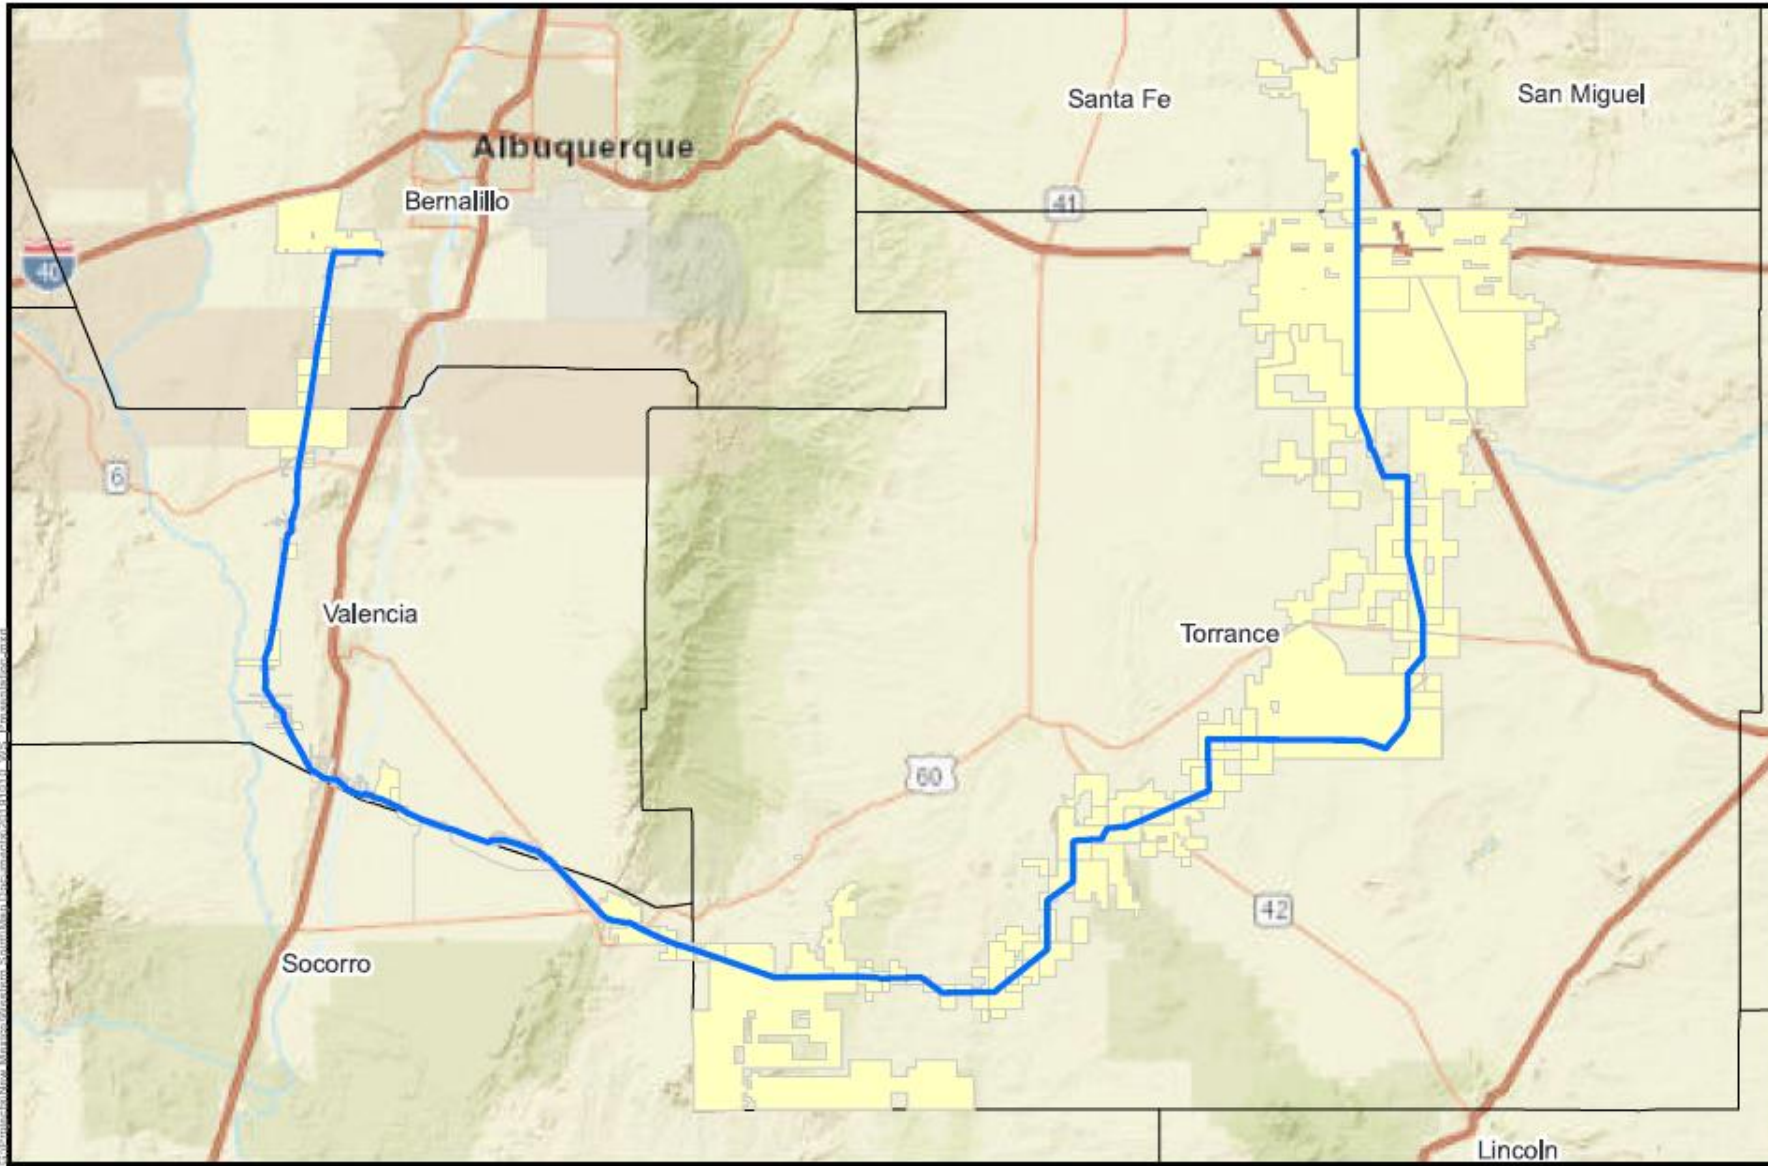 Santa Fe
San Miguel
Albuquerque
Bernalillo
41
40
6
Valencia
Torrance
60
42
Socorro
Lincoln